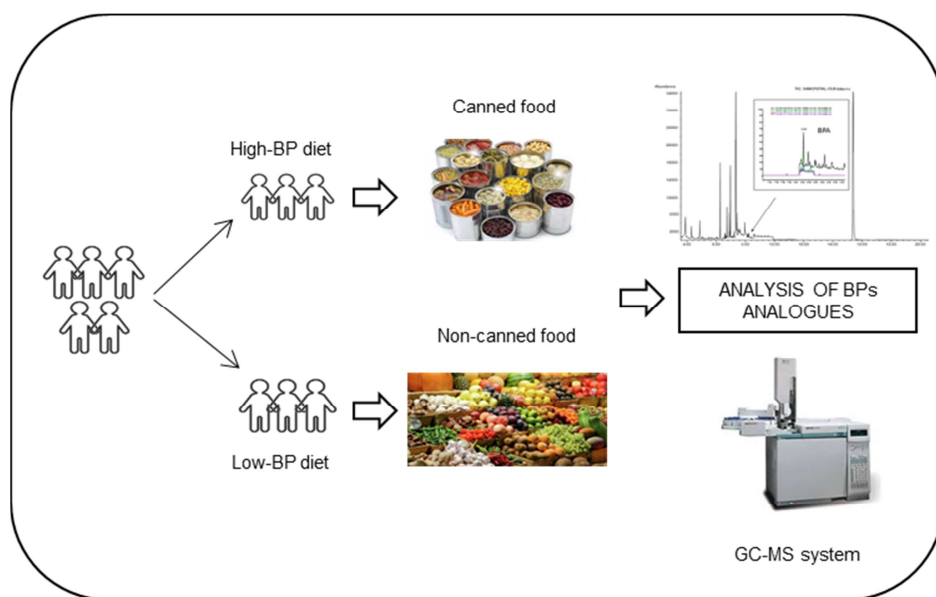 Canned food
High-BP diet
Abundance
BPA
ANALYSIS OF BPs
ANALOGUES
Non-canned food
Low-BP diet
GC-MS system